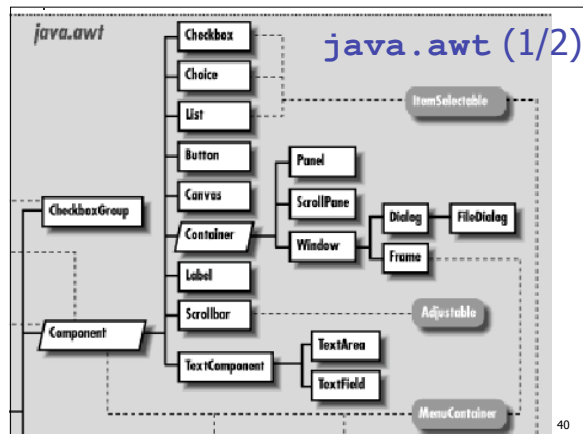 java.awt
java.awt (1/2)
Checkbox
Choice
List
Button
Canvas
Container
Label
Scrollbar
TextComponent
CheckboxGroup
Component
Panel
ScrollPane
Window
Dialog
FileDialog
Frame
TextArea
TextField
ItemSelectable
Adjustable
MenuContainer
40